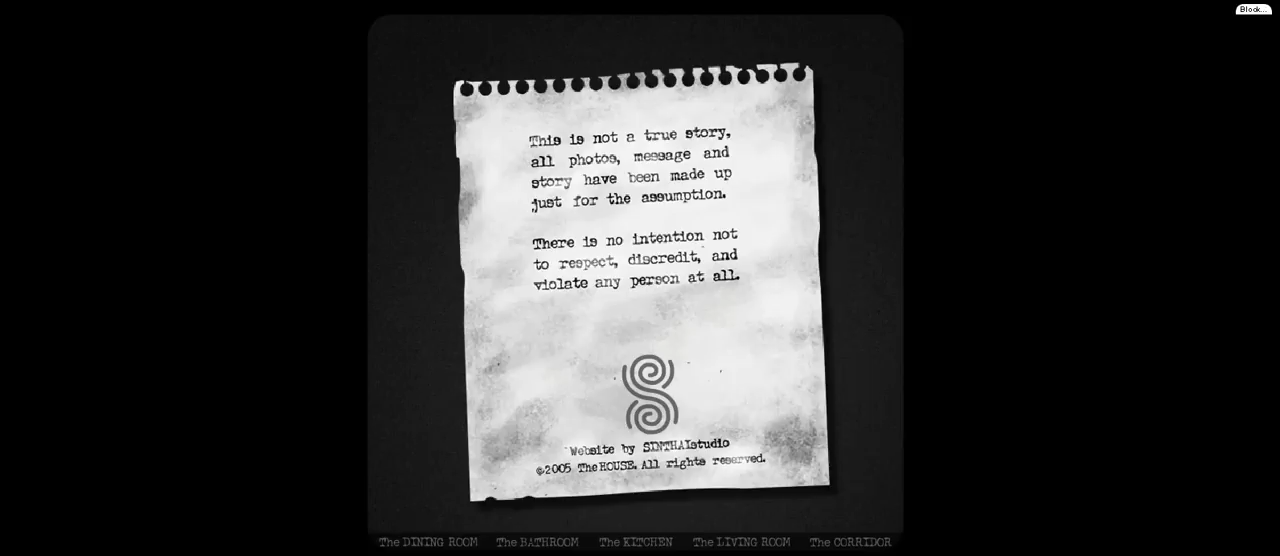 Block...
This is not a true story,
all photos, message and
story have been made up
just for the assumption.
There is no intention not
to respect, discredit, and
violate any person at all.
Website by SINTHAIstudio
©2005 The HOUSE. All rights reserved.
The DINING ROOM The BATHROOM The KITCHEN The LIVING ROOM The CORRIDOR